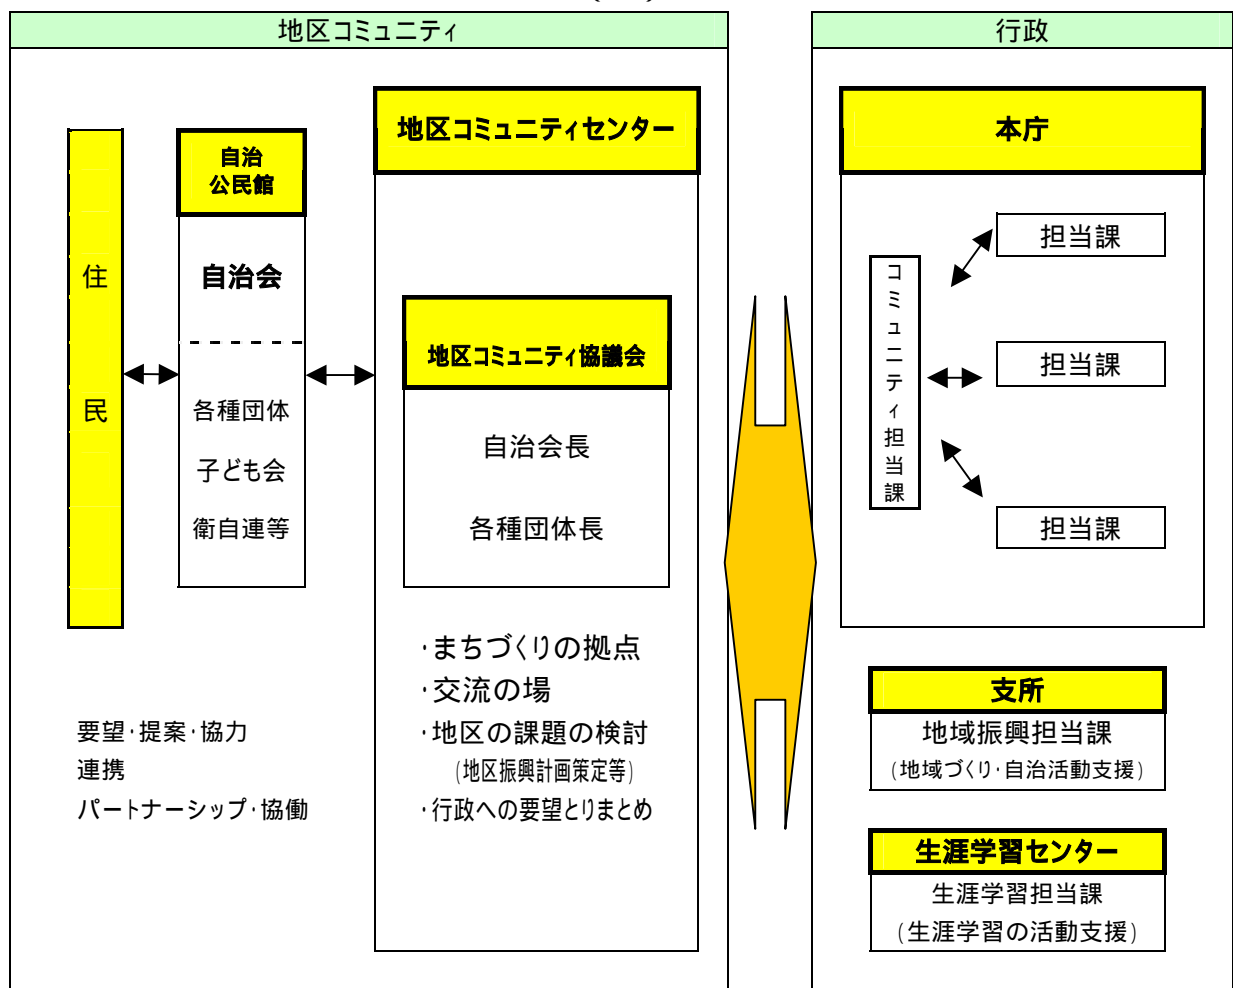 地区コミュニティ
住民
自治
公民館
自治会
各種団体
子ども会
衛自連等
地区コミュニティセンター
地区コミュニティ協議会
自治会長
各種団体長
・まちづくりの拠点
・交流の場
・地区の課題の検討
(地区振興計画策定等)
・行政への要望とりまとめ
要望・提案・協力
連携
パートナーシップ・協働
行政
本庁
コミュニティ担当課
担当課
担当課
担当課
支所
地域振興担当課
(地域づくり・自治活動支援)
生涯学習センター
生涯学習担当課
(生涯学習の活動支援)